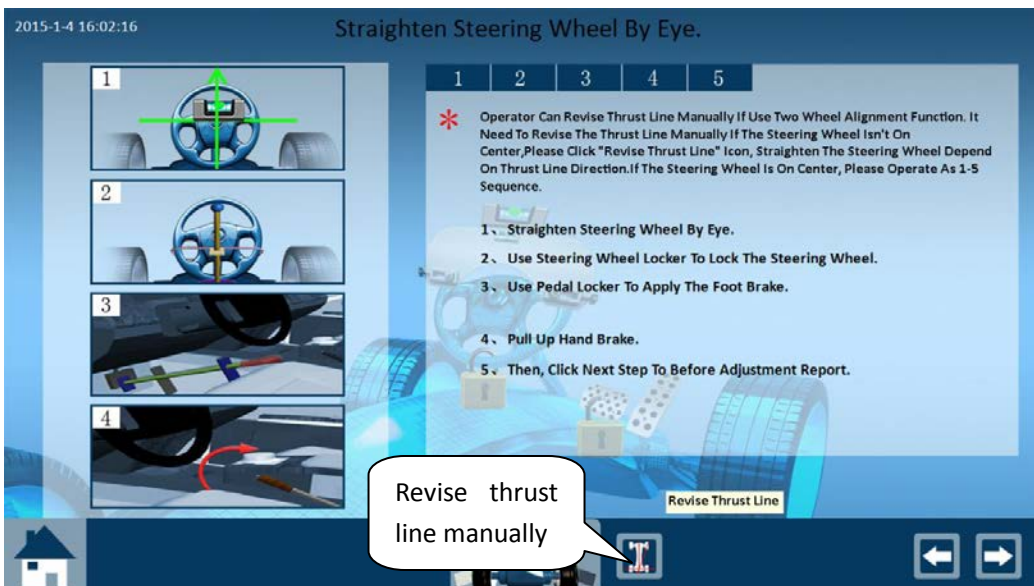 2015-1-4 16:02:16
Straighten Steering Wheel By Eye.
1
2
3
4
1 2 3 4 5
* Operator Can Revise Thrust Line Manually If Use Two Wheel Alignment Function. It
Need To Revise The Thrust Line Manually If The Steering Wheel Isn't On
Center,Please Click "Revise Thrust Line" Icon, Straighten The Steering Wheel Depend
On Thrust Line Direction.If The Steering Wheel Is On Center, Please Operate As 1-5
Sequence.
1、Straighten Steering Wheel By Eye.
2、Use Steering Wheel Locker To Lock The Steering Wheel.
3、Use Pedal Locker To Apply The Foot Brake.
4、Pull Up Hand Brake.
5、Then, Click Next Step To Before Adjustment Report.
Revise thrust
line manually
Revise Thrust Line